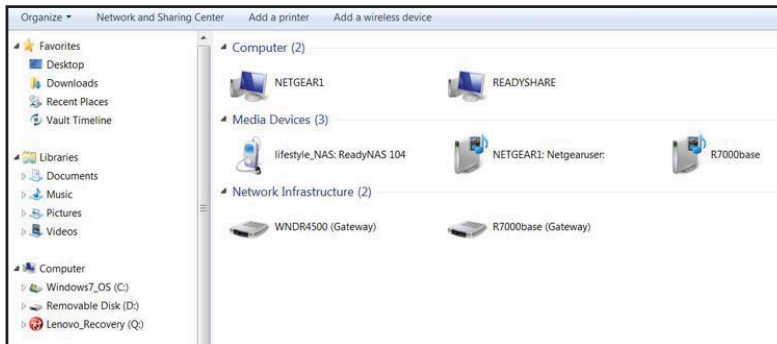 Organize Network and Sharing Center Add a printer Add a wireless device
Favorites
Desktop
Downloads
Recent Places
Vault Timeline
Libraries
Documents
Music
Pictures
Videos
Computer
Windows7_OS (C:)
Removable Disk (D:)
Lenovo_Recovery (Q:)
Computer (2)
NETGEAR1 READYSHARE
Media Devices (3)
lifestyle_NAS: ReadyNAS 104 NETGEAR1: Netgearuser: R7000base
Network Infrastructure (2)
WNDR4500 (Gateway) R7000base (Gateway)